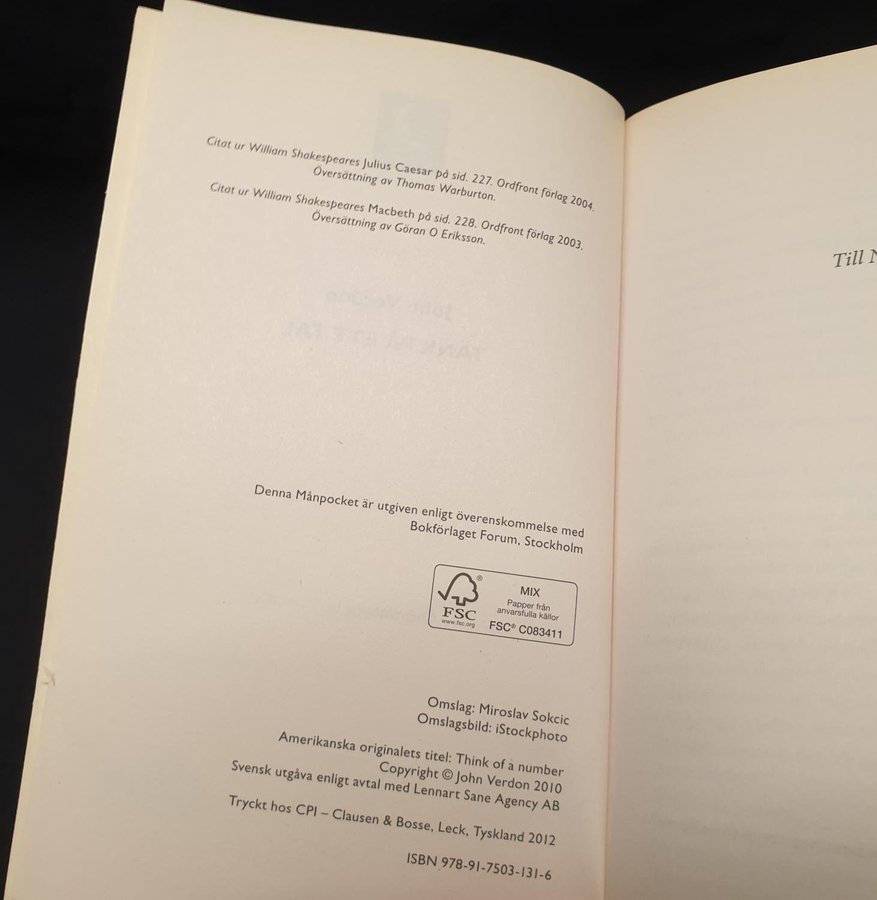 Citat ur William Shakespeares Julius Caesar på sid. 227. Ordfront förlag 2004.
Översättning av Thomas Warburton.
Citat ur William Shakespeares Macbeth på sid. 228. Ordfront förlag 2003.
Översättning av Göran O Eriksson.
Denna Månpocket är utgiven enligt överenskommelse med
Bokförlaget Forum, Stockholm
FSC®
www.fsc.org
MIX
Papper från
ansvarsfulla källor
FSC® C083411
Omslag: Miroslav Sokcic
Omslagsbild: iStockphoto
Amerikanska originalets titel: Think of a number
Copyright © John Verdon 2010
Svensk utgåva enligt avtal med Lennart Sane Agency AB
Tryckt hos CPI – Clausen & Bosse, Leck, Tyskland 2012
ISBN 978-91-7503-131-6
Till